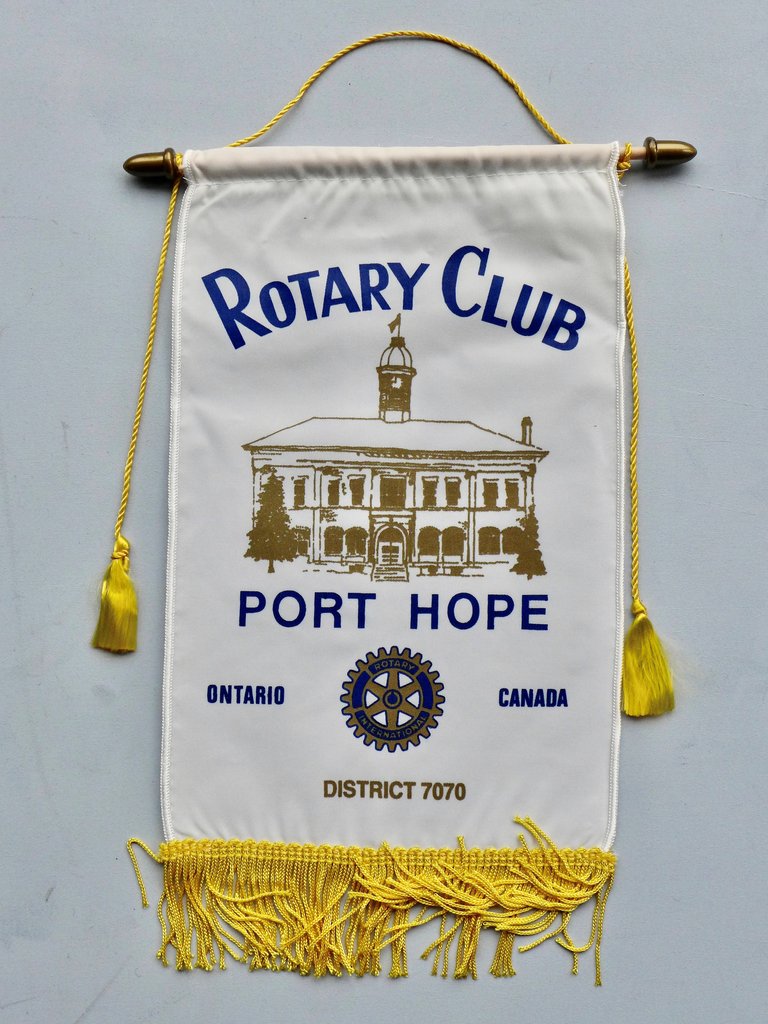 Rotary Club
PORT HOPE
ONTARIO
ROTARY
INTERNATIONAL
CANADA
DISTRICT 7070